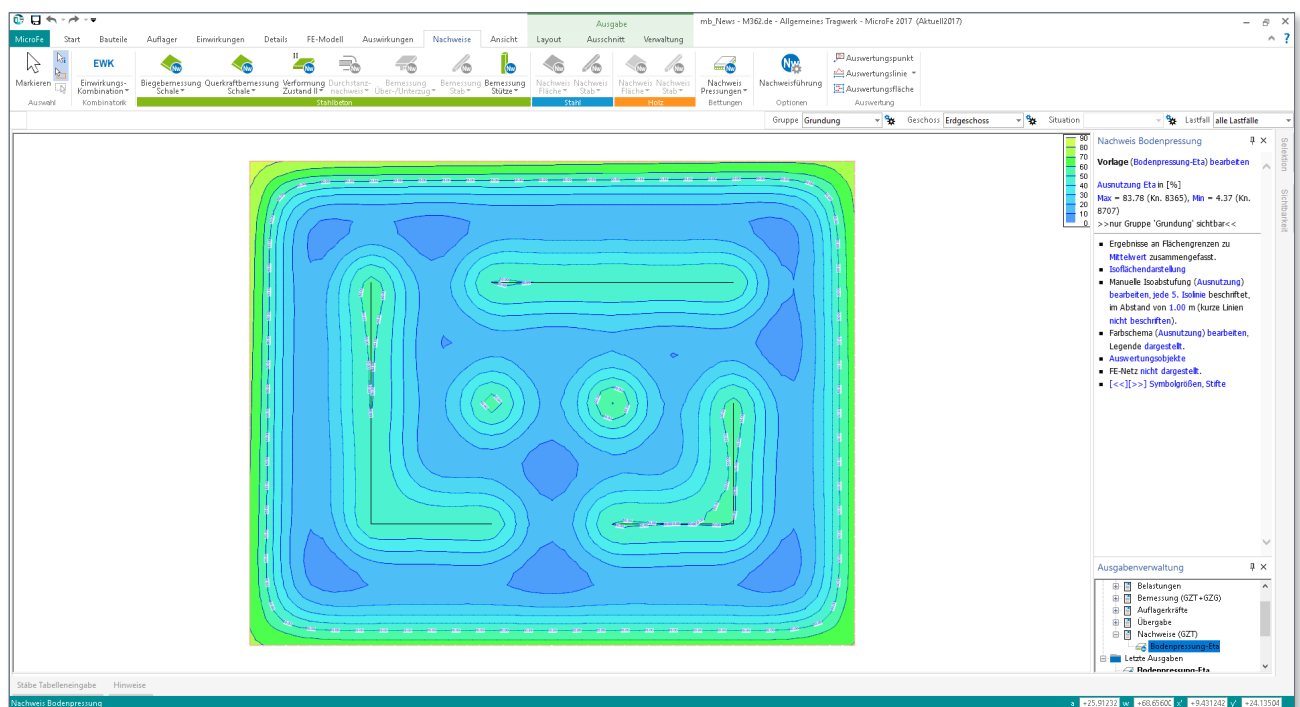 Ausgabe
mb_News - M362.de - Allgemeines Tragwerk - MicroFe 2017 (Aktuell2017)
MicroFe Start Bauteile Auflager Einwirkungen Details FE-Modell Auswirkungen Nachweise Ansicht Layout Ausschnitt Verwaltung
Markieren
Auswahl
EWK
Einwirkungs-
Kombination
Kombinatorik
Biegebemessung
Schale
Querkraftbemessung
Schale
Verformung
Zustand II
Durchstanz-
nachweis
Bemessung
Über-/Unterzug
Bemessung
Stab
Bemessung
Stütze
Stahlbeton
Nachweis
Fläche
Nachweis
Stab
Stahl
Nachweis
Fläche
Nachweis
Stab
Holz
Nachweis
Pressungen
Bettungen
Nachweisführung
Optionen
Auswertungspunkt
Auswertungslinie
Auswertungsfläche
Auswertung
Gruppe Grundung Geschoss Erdgeschoss Situation Lastfall alle Lastfälle
90
80
70
60
50
40
30
20
10
0
Nachweis Bodenpressung
Vorlage (Bodenpressung-Eta) bearbeiten
Ausnutzung Eta in [%]
Max = 83.78 (Kn. 8365), Min = 4.37 (Kn.
8707)
>>nur Gruppe 'Grundung' sichtbar<<
Ergebnisse an Flächengrenzen zu
Mittelwert zusammengefasst.
Isoflächendarstellung
Manuelle Isoabstufung (Ausnutzung)
bearbeiten, jede 5. Isolinie beschriftet,
im Abstand von 1.00 m (kurze Linien
nicht beschriften).
Farbschema (Ausnutzung) bearbeiten,
Legende dargestellt.
Auswertungsobjekte
FE-Netz nicht dargestellt.
[<<][>>] Symbolgrößen, Stifte
Selektion
Sichtbarkeit
Ausgabenverwaltung
Belastungen
Bemessung (GZT+GZG)
Auflagerkräfte
Übergabe
Nachweise (GZT)
Bodenpressung-Eta
Letzte Ausgaben
Bodenpressung-Eta
Stäbe Tabelleneingabe Hinweise
Nachweis Bodenpressung
a +25.91232 w +68.6560C x' +9.431242 y' +24.13504